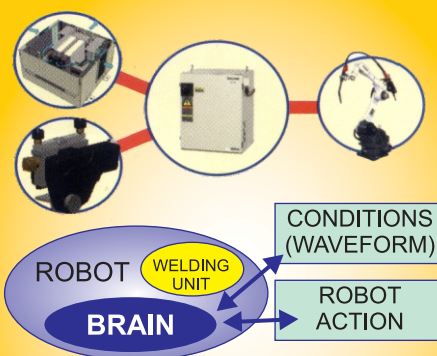 CONDITIONS
(WAVEFORM)
ROBOT
WELDING
UNIT
BRAIN
ROBOT
ACTION